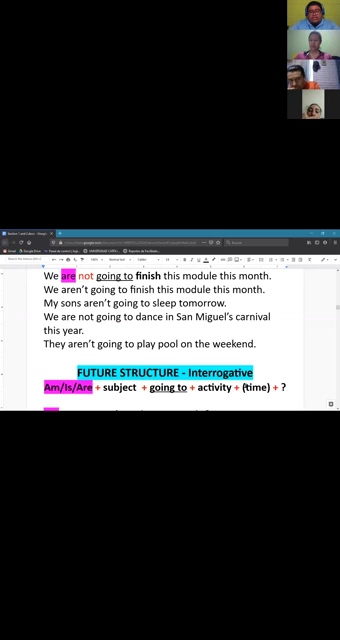 We are not going to finish this module this month.
We aren't going to finish this module this month.
My sons aren't going to sleep tomorrow.
We are not going to dance in San Miguel's carnival
this year.
They aren't going to play pool on the weekend.
FUTURE STRUCTURE - Interrogative
Am/Is/Are + subject + going to + activity + (time) + ?